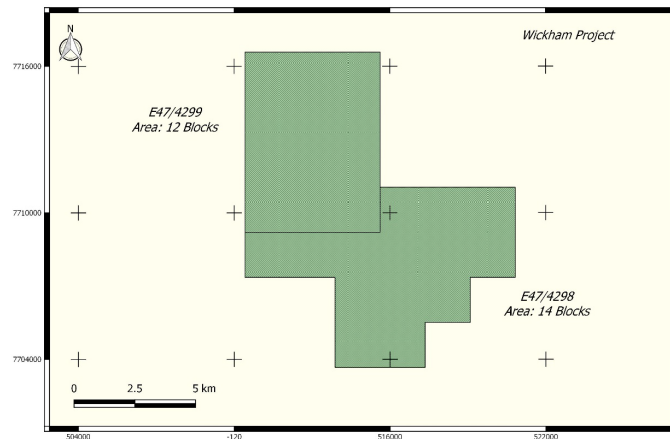 N
Wickham Project
7716000
E47/4299
Area: 12 Blocks
7710000
E47/4298
Area: 14 Blocks
7704000
0 2.5 5 km
504000 -120 516000 522000